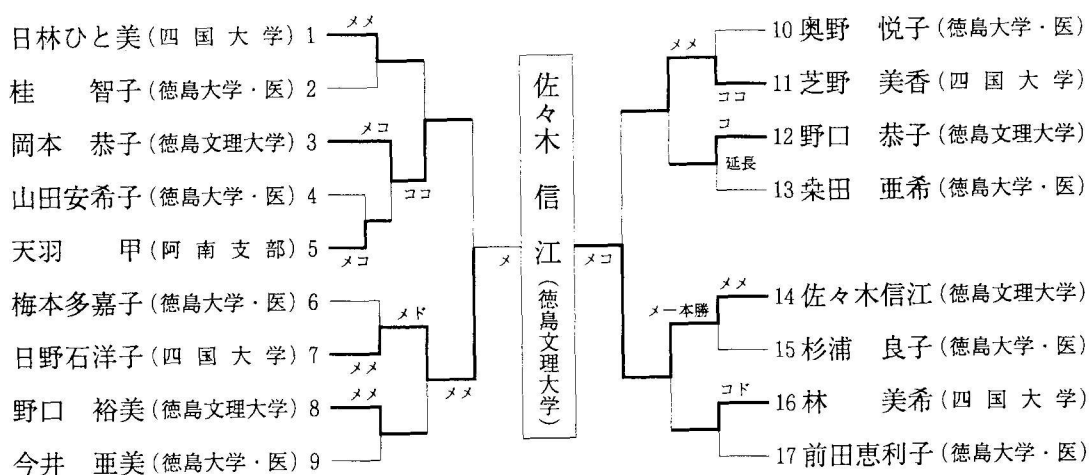 日林ひと美(四国大学) 1
桂 智子(徳島大学・医) 2
岡本 恭子(徳島文理大学) 3
山田安希子(徳島大学・医) 4
天羽 甲(阿南支部) 5
梅本多嘉子(徳島大学・医) 6
日野石洋子(四国大学) 7
野口 裕美(徳島文理大学) 8
今井 亜美(徳島大学・医) 9
メメ
メコ
ココ
メコ
メド
メメ
メメ
メメ
メ
佐々木信江(徳島文理大学)
メコ
メメ
ココ
コ
延長
メー本勝
メメ
コド
10 奥野 悦子(徳島大学・医)
11 芝野 美香(四国大学)
12 野口 恭子(徳島文理大学)
13 桒田 亜希(徳島大学・医)
14 佐々木信江(徳島文理大学)
15 杉浦 良子(徳島大学・医)
16 林 美希(四国大学)
17 前田恵利子(徳島大学・医)